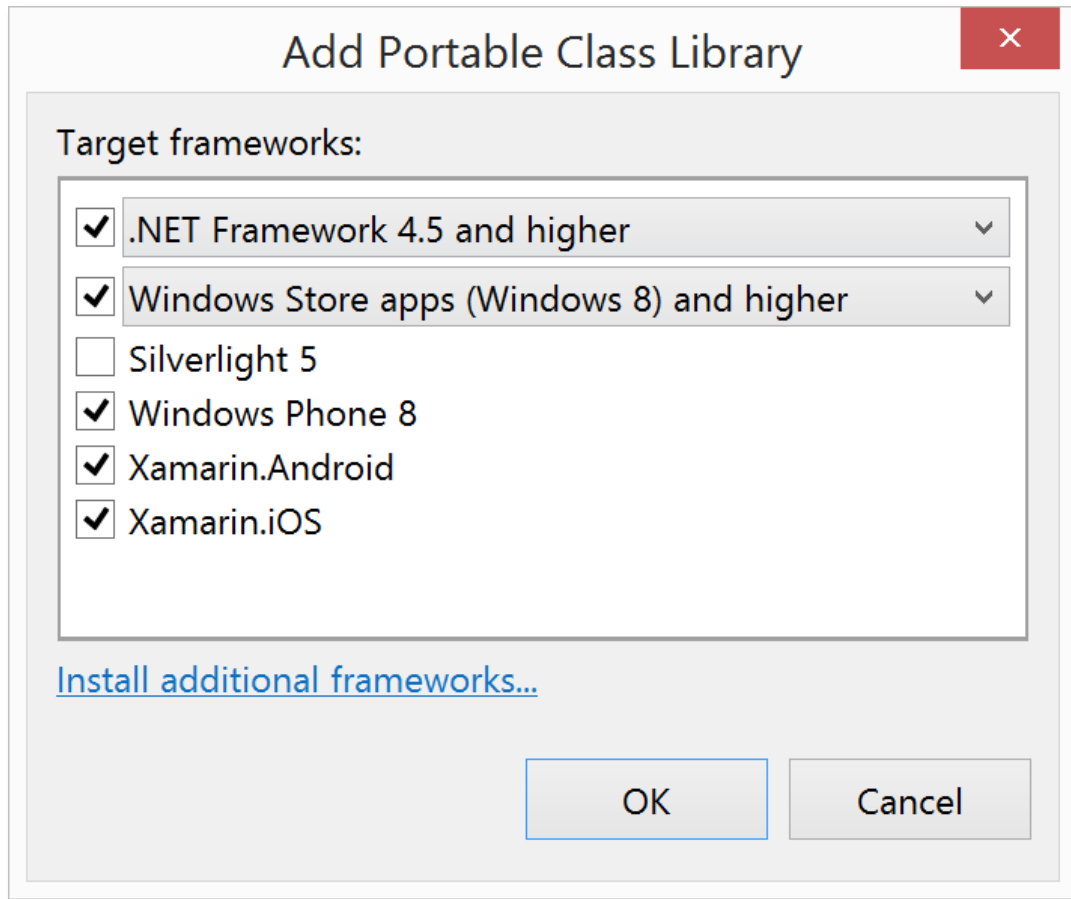 Add Portable Class Library
Target frameworks:
.NET Framework 4.5 and higher
Windows Store apps (Windows 8) and higher
Silverlight 5
Windows Phone 8
Xamarin.Android
Xamarin.iOS
Install additional frameworks...
OK
Cancel